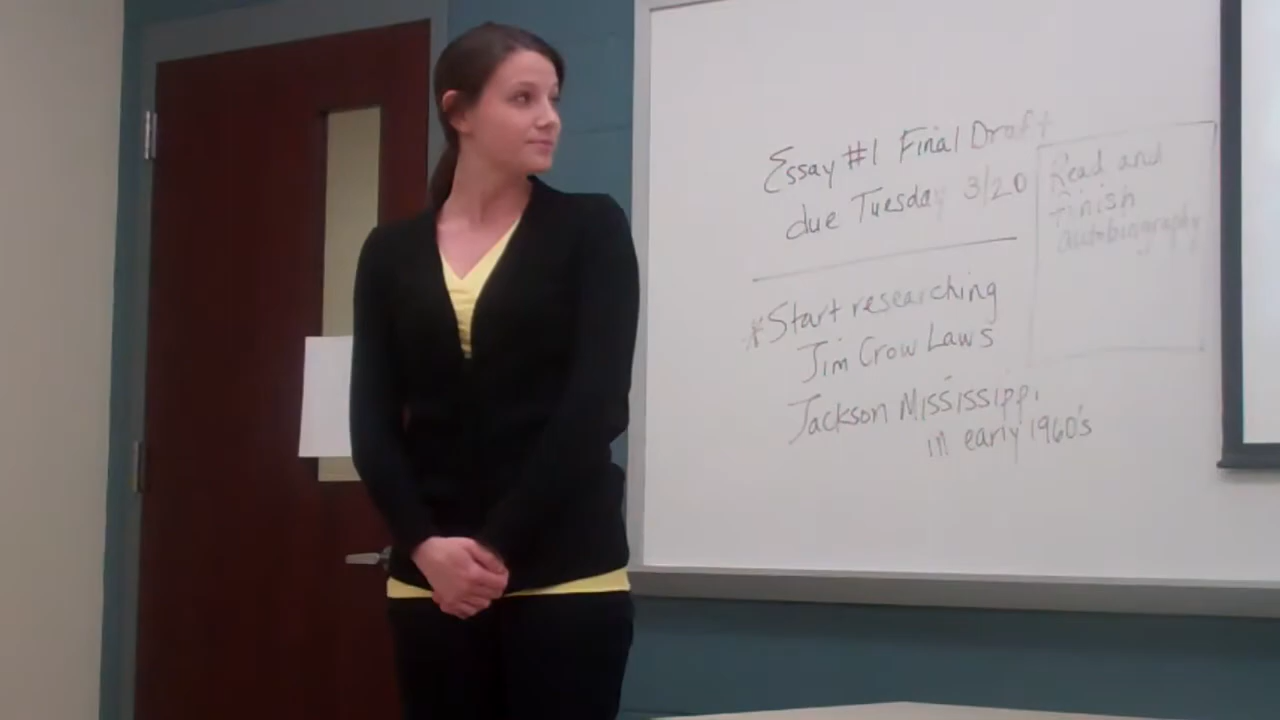 Essay #1 Final Draft
due Tuesday 3/20
*Start researching
Jim Crow Laws
Jackson Mississippi
in early 1960's
Read and
Finish
autobiography